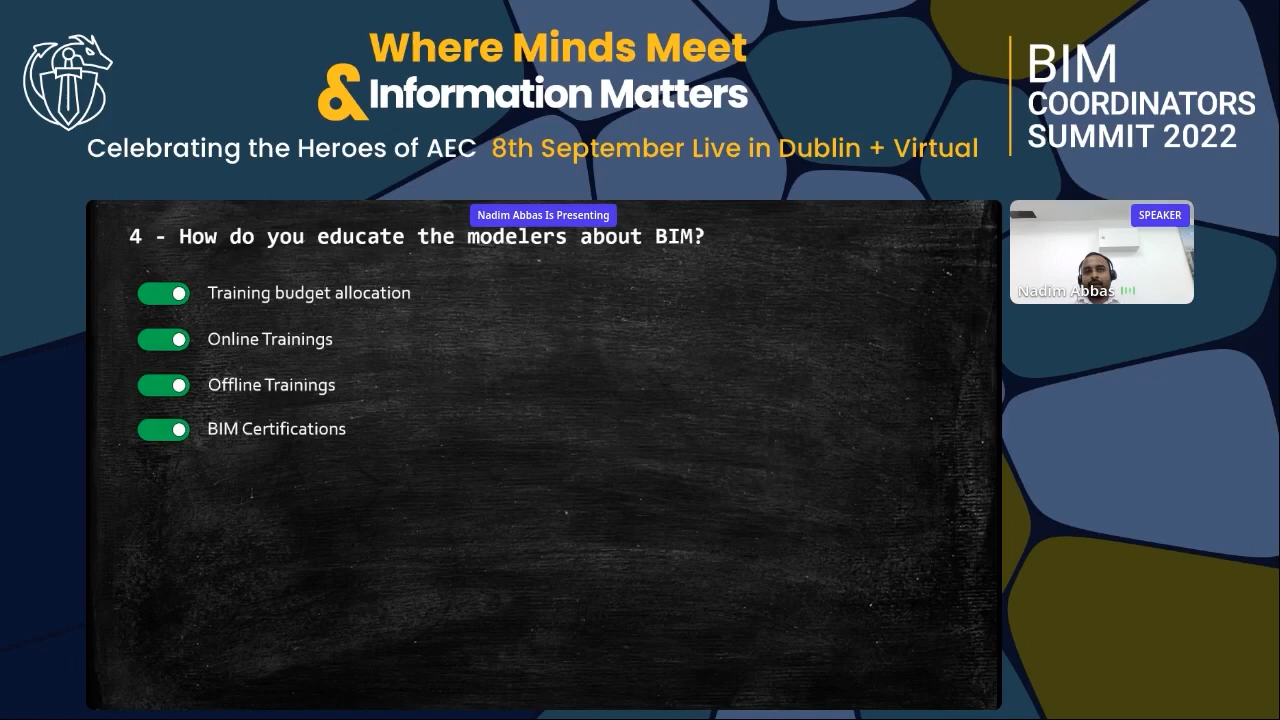 Where Minds Meet
& Information Matters
Celebrating the Heroes of AEC 8th September Live in Dublin + Virtual
BIM
COORDINATORS
SUMMIT 2022
Nadim Abbas Is Presenting
SPEAKER
4 - How do you educate the modelers about BIM?
Training budget allocation
Nadim Abbas
Online Trainings
Offline Trainings
BIM Certifications